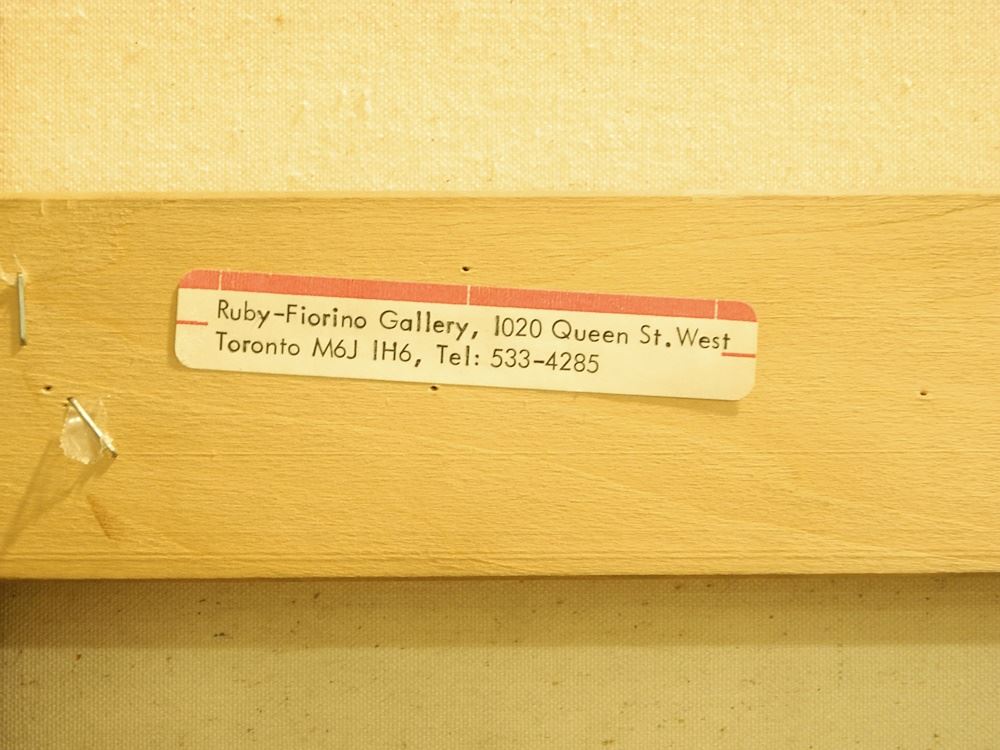 Ruby-Fiorino Gallery, 1020 Queen St. West
Toronto M6J 1H6, Tel: 533-4285